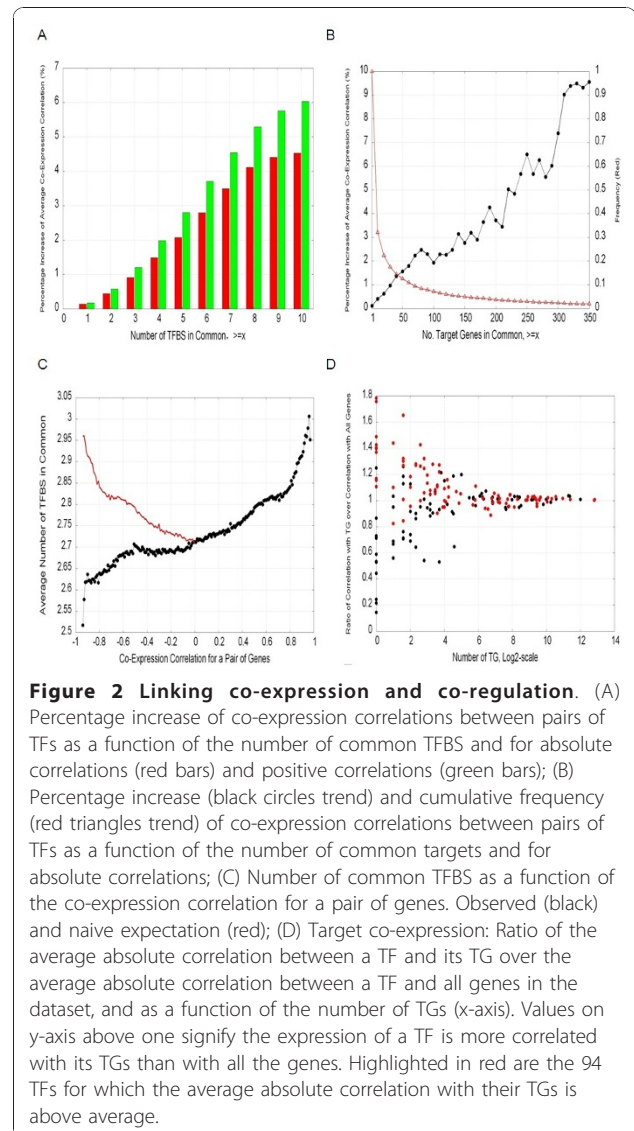 A
Percentage Increase of Average Co-Expression Correlation (%)
7
6
5
4
3
2
1
0
0 1 2 3 4 5 6 7 8 9 10
Number of TFBS in Common, >=x
B
Percentage Increase of Average Co-Expression Correlation (%)
10
9
8
7
6
5
4
3
2
1
0
1
0.9
0.8
0.7
0.6
0.5
0.4
0.3
0.2
0.1
0
Frequency (Red)
1 50 100 150 200 250 300 350
No. Target Genes in Common, >=x
C
Average Number of TFBS in Common
3.05
3
2.95
2.9
2.85
2.8
2.75
2.7
2.65
2.6
2.55
2.5
-1 -0.8 -0.6 -0.4 -0.2 0 0.2 0.4 0.6 0.8 1
Co-Expression Correlation for a Pair of Genes
D
Ratio of Correlation with TG over Correlation with All Genes
1.8
1.6
1.4
1.2
1
0.8
0.6
0.4
0.2
0
0 2 4 6 8 10 12 14
Number of TG, Log2-scale
Figure 2 Linking co-expression and co-regulation. (A)
Percentage increase of co-expression correlations between pairs of
TFs as a function of the number of common TFBS and for absolute
correlations (red bars) and positive correlations (green bars); (B)
Percentage increase (black circles trend) and cumulative frequency
(red triangles trend) of co-expression correlations between pairs of
TFs as a function of the number of common targets and for
absolute correlations; (C) Number of common TFBS as a function of
the co-expression correlation for a pair of genes. Observed (black)
and naive expectation (red); (D) Target co-expression: Ratio of the
average absolute correlation between a TF and its TG over the
average absolute correlation between a TF and all genes in the
dataset, and as a function of the number of TGs (x-axis). Values on
y-axis above one signify the expression of a TF is more correlated
with its TGs than with all the genes. Highlighted in red are the 94
TFs for which the average absolute correlation with their TGs is
above average.